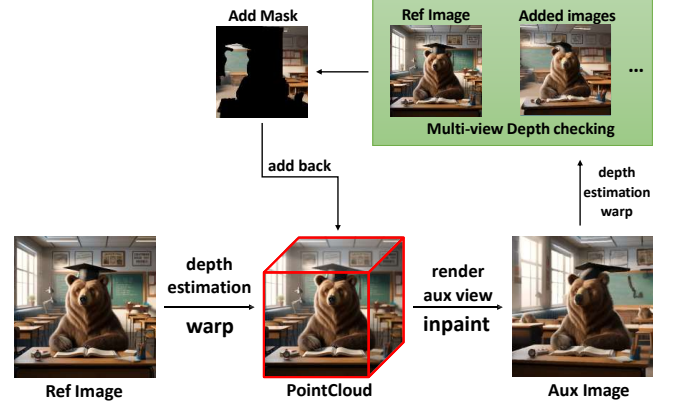 Add Mask
Ref Image
Added images
...
Multi-view Depth checking
add back
depth
estimation
warp
depth
estimation
warp
render
aux view
inpaint
Ref Image
PointCloud
Aux Image